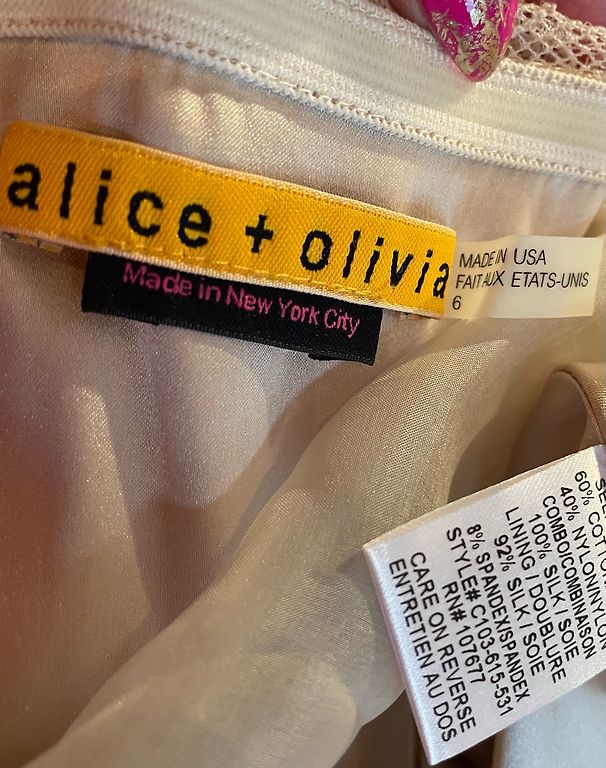 alice + olivia
Made in New York City
MADE IN USA
FAIT AUX ETATS-UNIS
6
60%
40% NYLON/NYLON
COMBO/COMBINAISON
100% SILK / SOIE
LINING / DOUBLURE
92% SILK / SOIE
8% SPANDEX/SPANDEX
STYLE# C103-615-531
RN# 107677
CARE ON REVERSE
ENTRETIEN AU DOS